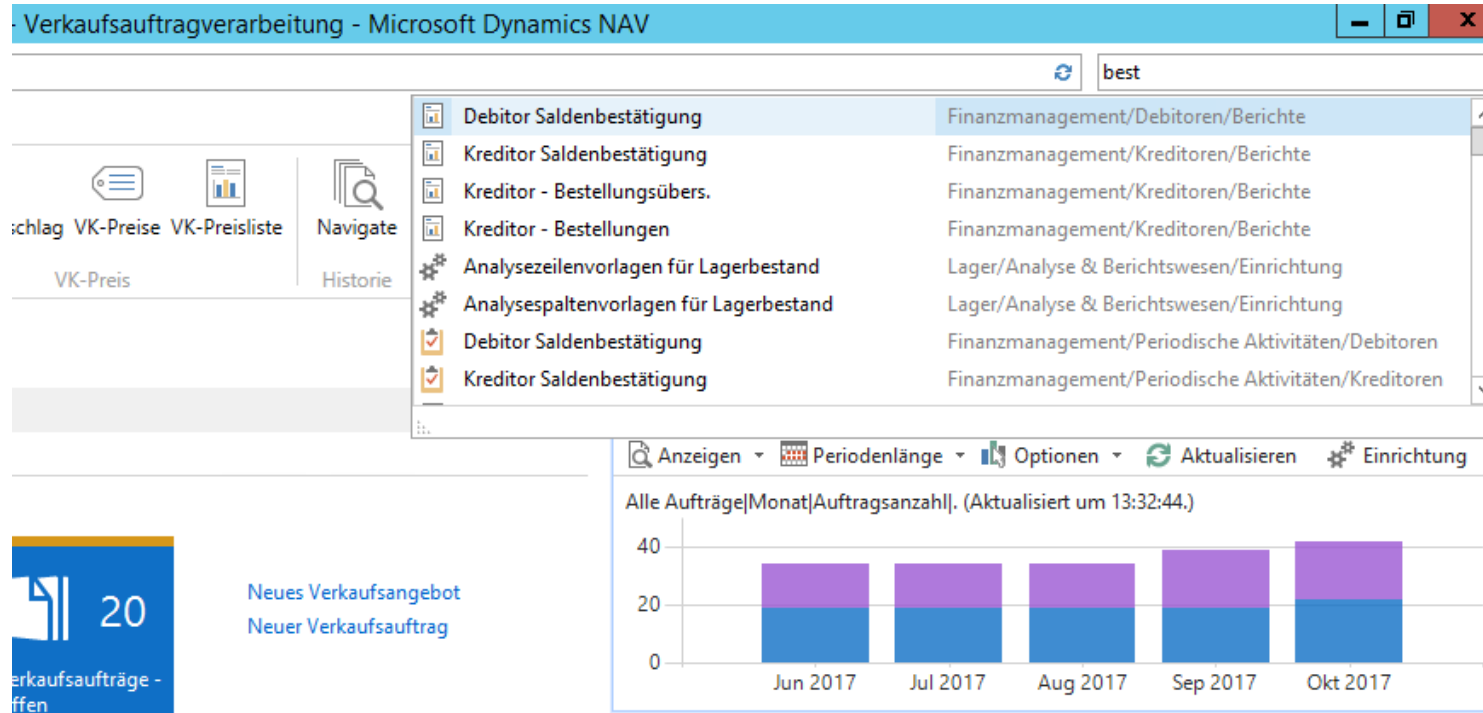 - Verkaufsauftragverarbeitung - Microsoft Dynamics NAV
best
Debitor Saldenbestätigung Finanzmanagement/Debitoren/Berichte
Kreditor Saldenbestätigung Finanzmanagement/Kreditoren/Berichte
Kreditor - Bestellungsübers. Finanzmanagement/Kreditoren/Berichte
Kreditor - Bestellungen Finanzmanagement/Kreditoren/Berichte
Analysezeilenvorlagen für Lagerbestand Lager/Analyse & Berichtswesen/Einrichtung
Analysespaltenvorlagen für Lagerbestand Lager/Analyse & Berichtswesen/Einrichtung
Debitor Saldenbestätigung Finanzmanagement/Periodische Aktivitäten/Debitoren
Kreditor Saldenbestätigung Finanzmanagement/Periodische Aktivitäten/Kreditoren
schlag VK-Preise VK-Preisliste Navigate
VK-Preis Historie
Anzeigen Periodenlänge Optionen Aktualisieren Einrichtung
Alle Aufträge|Monat|Auftragsanzahl|. (Aktualisiert um 13:32:44.)
40
20
0
Jun 2017 Jul 2017 Aug 2017 Sep 2017 Okt 2017
20
erkaufsaufträge -
ffen
Neues Verkaufsangebot
Neuer Verkaufsauftrag